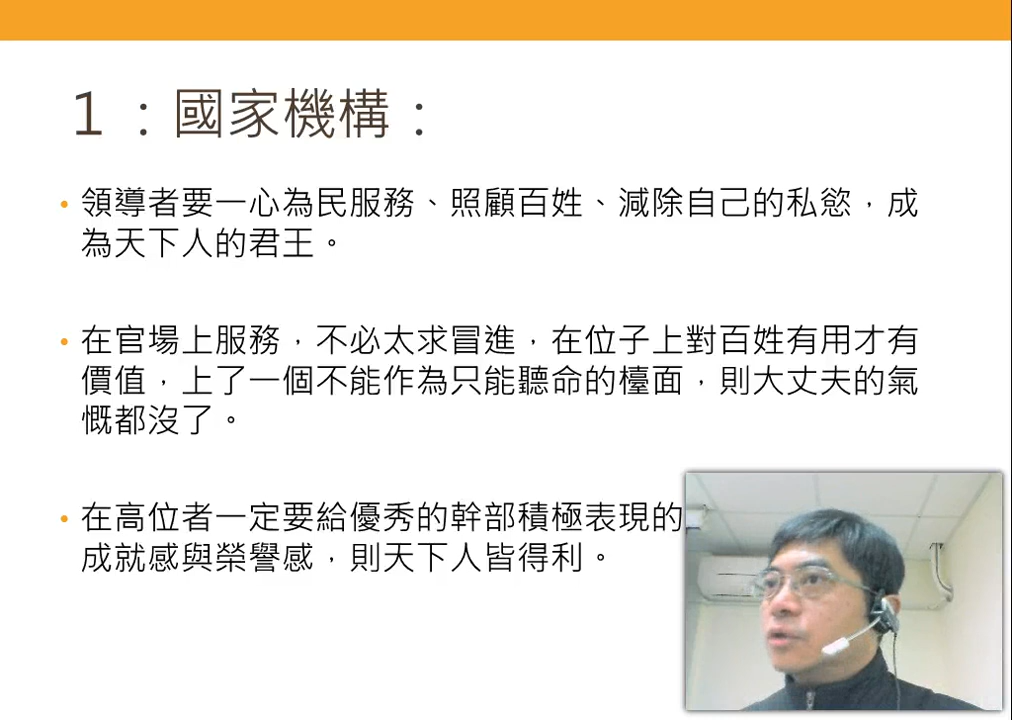 1：國家機構：
• 領導者要一心為民服務、照顧百姓、減除自己的私慾，成
為天下人的君王。
• 在官場上服務，不必太求冒進，在位子上對百姓有用才有
價值，上了一個不能作為只能聽命的檯面，則大丈夫的氣
慨都沒了。
• 在高位者一定要給優秀的幹部積極表現的
成就感與榮譽感，則天下人皆得利。